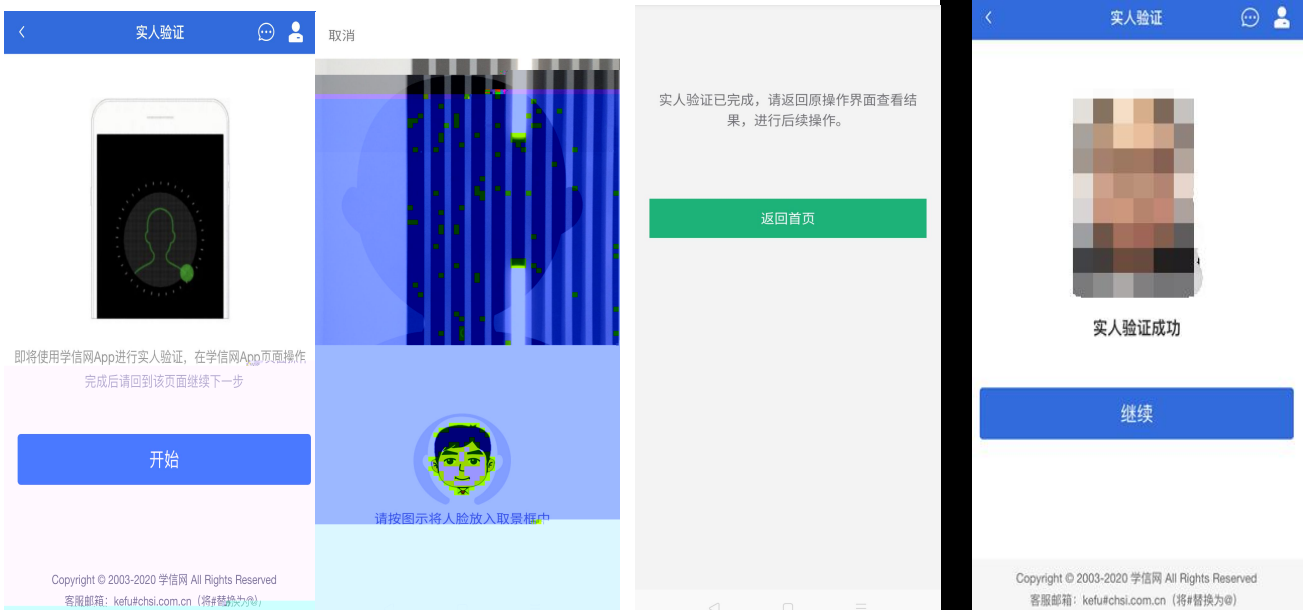 实人验证
即将使用学信网App进行实人验证，在学信网App页面操作
完成后请回到该页面继续下一步
开始
Copyright © 2003-2020 学信网 All Rights Reserved
客服邮箱：kefu#chsi.com.cn（将#替换为@）
取消
请按图示将人脸放入取景框中
实人验证已完成，请返回原操作界面查看结
果，进行后续操作。
返回首页
实人验证
实人验证成功
继续
Copyright © 2003-2020 学信网 All Rights Reserved
客服邮箱：kefu#chsi.com.cn（将#替换为@）